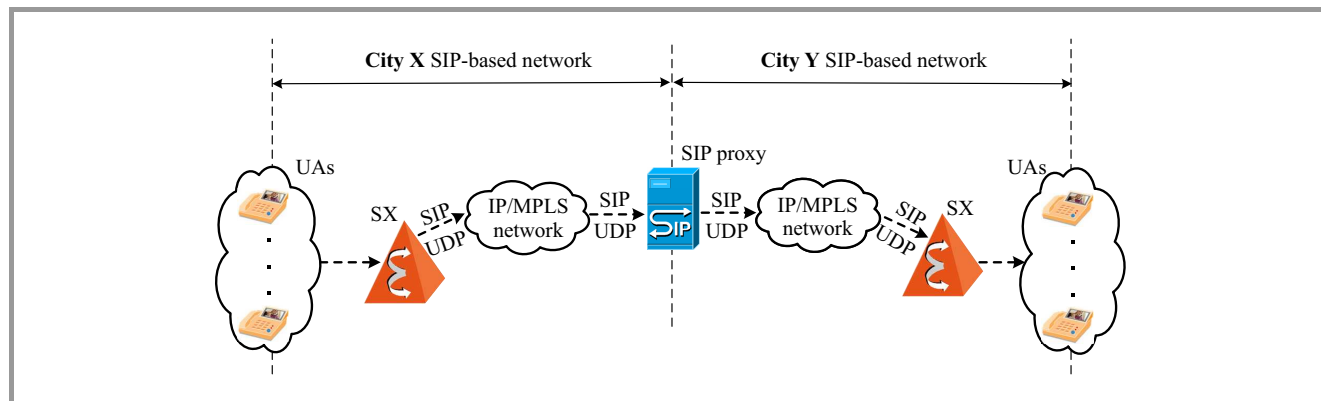 City X SIP-based network
City Y SIP-based network
UAs
SIP proxy
UAs
SX
SIP
UDP
IP/MPLS
network
SIP
UDP
SIP
SIP
UDP
IP/MPLS
network
SIP
UDP
SX